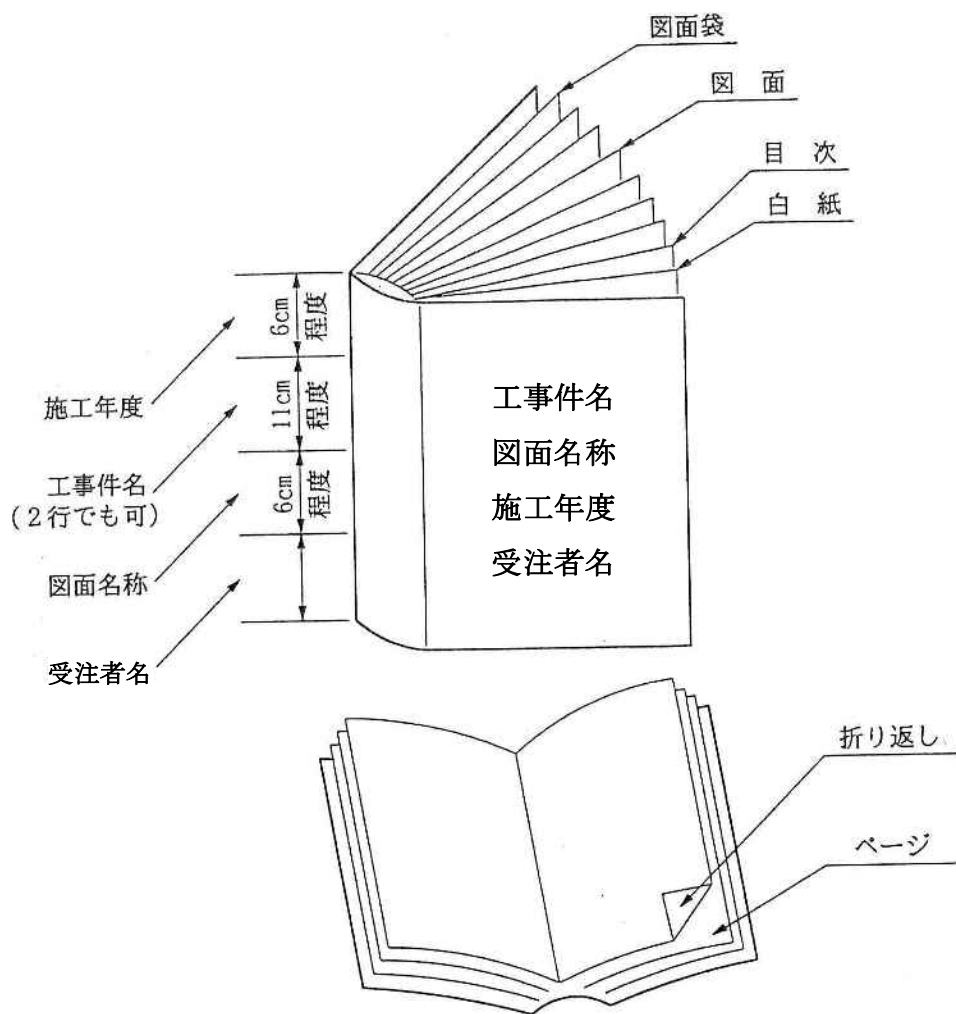 図面袋
図　面
目　次
白　紙
6cm
程度
11cm
程度
6cm
程度
施工年度
工事件名
(2行でも可)
図面名称
受注者名
工事件名
図面名称
施工年度
受注者名
折り返し
ページ